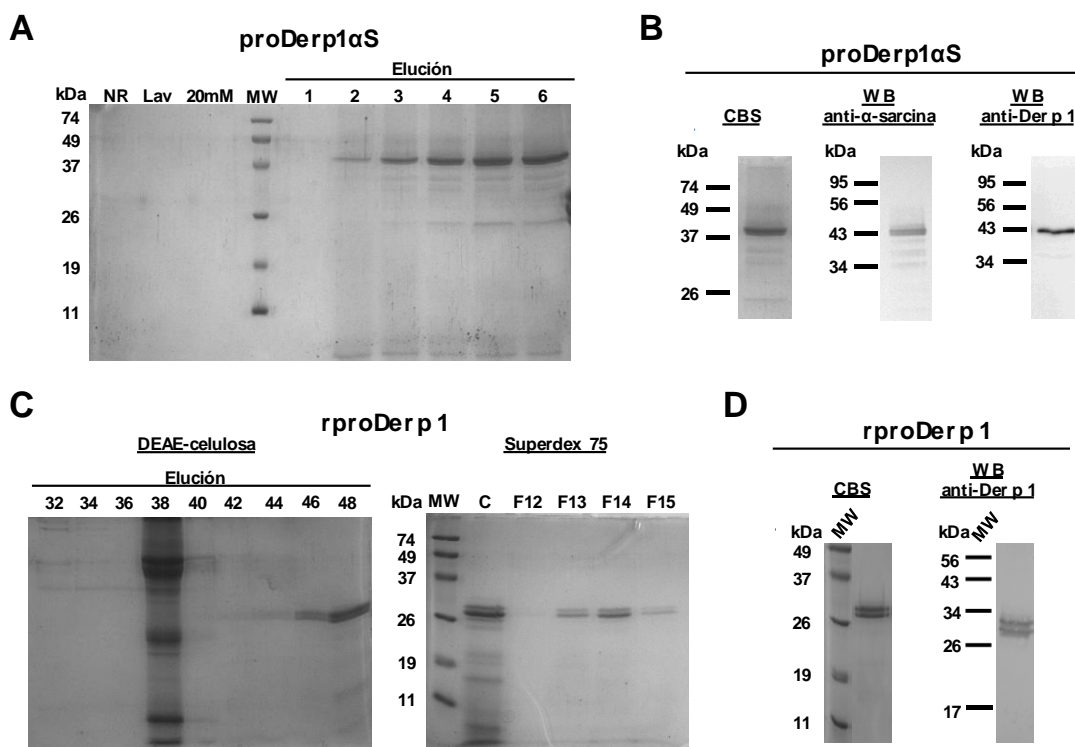 A
proDerp1αS
Elución
kDa NR Lav 20mM MW 1 2 3 4 5 6
74
49
37
26
19
11
B
proDerp1αS
CBS
WB
anti-α-sarcina
WB
anti-Der p 1
kDa kDa kDa
74
49
37
26
95
56
43
34
95
56
43
34
C
rproDer p 1
DEAE-celulosa
Superdex 75
Elución
32 34 36 38 40 42 44 46 48
kDa MW C F12 F13 F14 F15
74
49
37
26
19
11
D
rproDer p 1
CBS
WB
anti-Der p 1
kDa MW
49
37
26
19
11
kDa MW
56
43
34
26
17